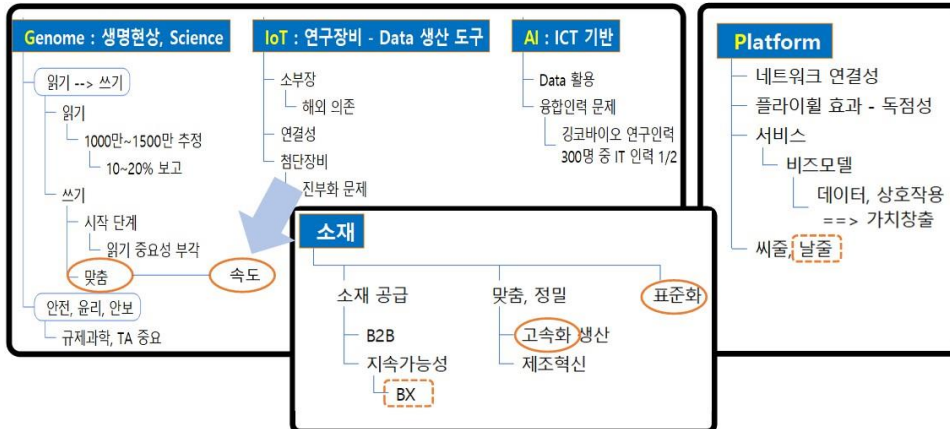 Genome : 생명현상, Science
읽기 --> 쓰기
읽기
1000만~1500만 추정
10~20% 보고
쓰기
시작 단계
읽기 중요성 부각
맞춤
속도
안전, 윤리, 안보
규제과학, TA 중요
IoT : 연구장비 - Data 생산 도구
소부장
해외 의존
연결성
첨단장비
진부화 문제
AI : ICT 기반
Data 활용
융합인력 문제
깅코바이오 연구인력
300명 중 IT 인력 1/2
소재
소재 공급
B2B
지속가능성
BX
맞춤, 정밀
고속화 생산
제조혁신
표준화
Platform
네트워크 연결성
플라이휠 효과 - 독점성
서비스
비즈모델
데이터, 상호작용
==> 가치창출
씨줄, 날줄